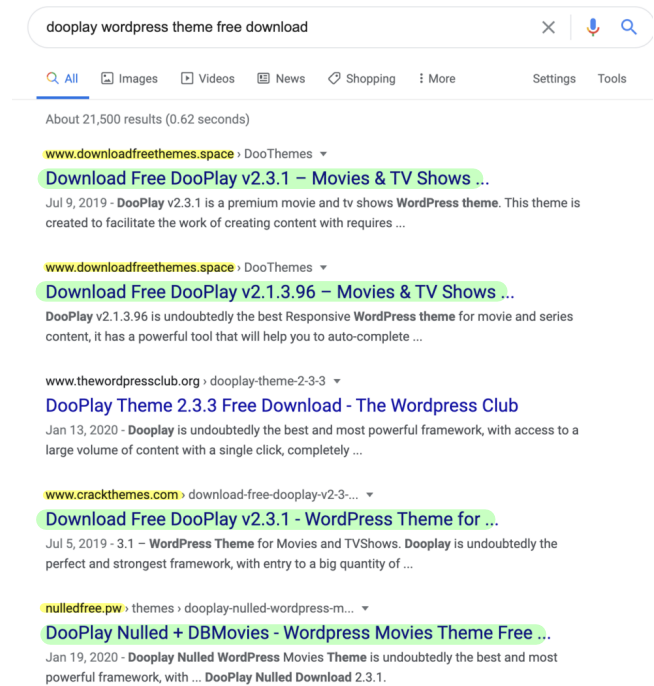 dooplay wordpress theme free download
All Images Videos News Shopping More Settings Tools
About 21,500 results (0.62 seconds)
www.downloadfreethemes.space › DooThemes
Download Free DooPlay v2.3.1 – Movies & TV Shows ...
Jul 9, 2019 - DooPlay v2.3.1 is a premium movie and tv shows WordPress theme. This theme is
created to facilitate the work of creating content with requires ...
www.downloadfreethemes.space › DooThemes
Download Free DooPlay v2.1.3.96 – Movies & TV Shows ...
DooPlay v2.1.3.96 is undoubtedly the best Responsive WordPress theme for movie and series
content, it has a powerful tool that will help you to auto-complete ...
www.thewordpressclub.org › dooplay-theme-2-3-3
DooPlay Theme 2.3.3 Free Download - The Wordpress Club
Jan 13, 2020 - Dooplay is undoubtedly the best and most powerful framework, with access to a
large volume of content with a single click, completely ...
www.crackthemes.com › download-free-dooplay-v2-3-...
Download Free DooPlay v2.3.1 - WordPress Theme for ...
Jul 5, 2019 - 3.1 – WordPress Theme for Movies and TVShows. Dooplay is undoubtedly the
perfect and strongest framework, with entry to a big quantity of ...
nulledfree.pw › themes › dooplay-nulled-wordpress-m...
DooPlay Nulled + DBMovies - Wordpress Movies Theme Free ...
Jan 19, 2020 - Dooplay Nulled WordPress Movies Theme is undoubtedly the best and most
powerful framework, with ... DooPlay Nulled Download 2.3.1.